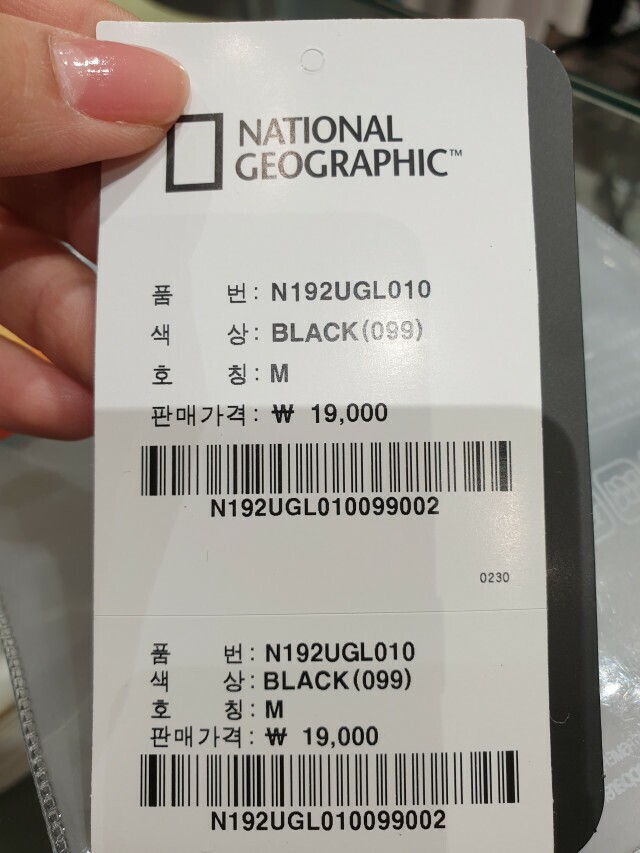 NATIONAL
GEOGRAPHIC™
품 번: N192UGL010
색 상: BLACK(099)
호 칭: M
판매가격: ₩ 19,000
N192UGL010099002
0230
품 번: N192UGL010
색 상: BLACK(099)
호 칭: M
판매가격: ₩ 19,000
N192UGL010099002